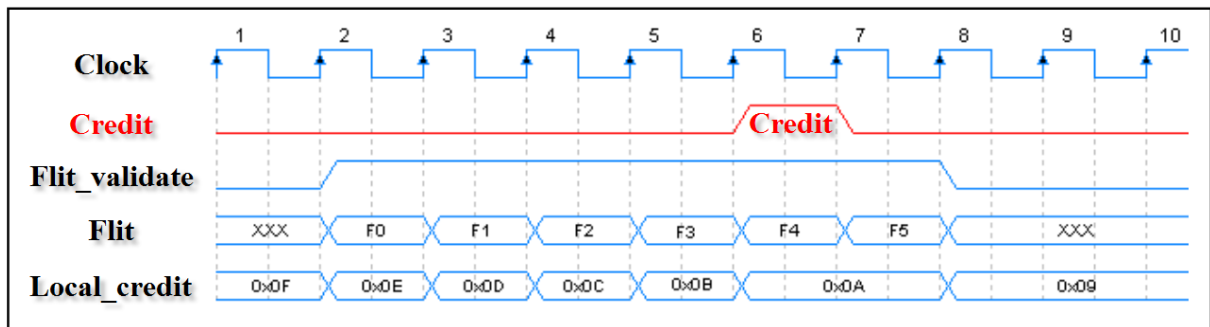 1 2 3 4 5 6 7 8 9 10
Clock
Credit Credit
Flit_validate
Flit XXX F0 F1 F2 F3 F4 F5 XXX
Local_credit 0x0F 0x0E 0x0D 0x0C 0x0B 0x0A 0x09